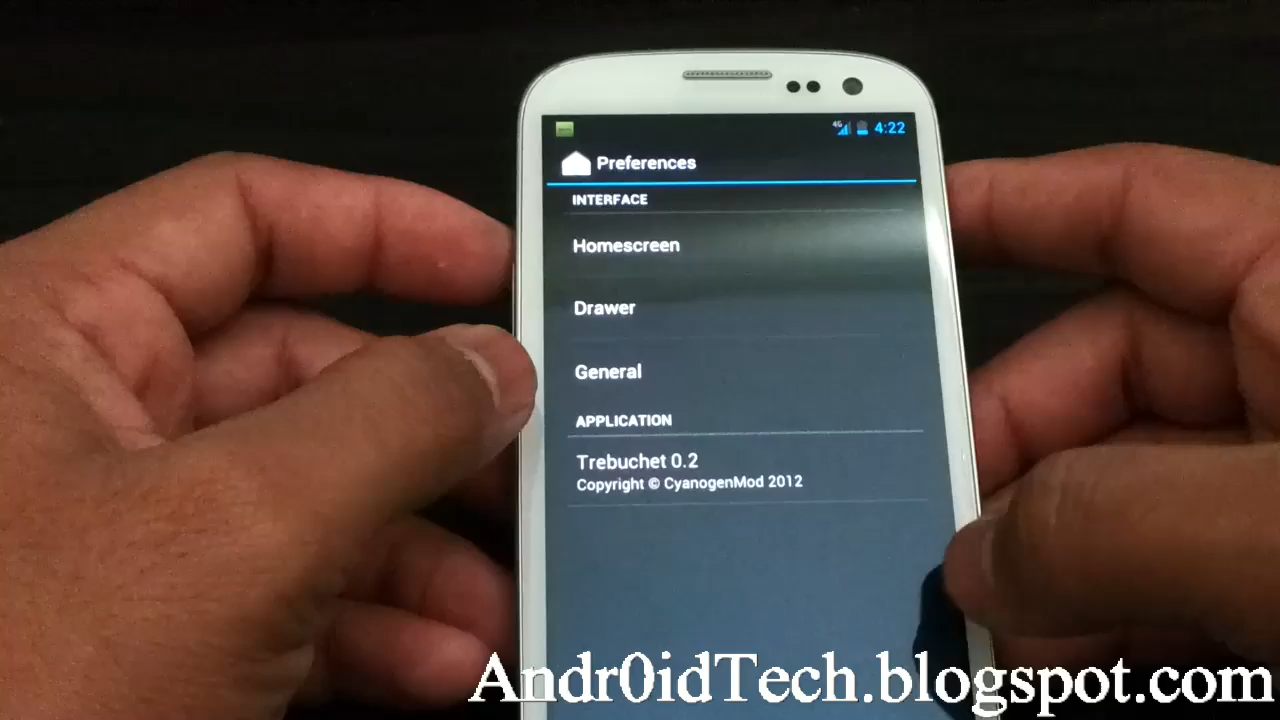 4G 4:22
Preferences
INTERFACE
Homescreen
Drawer
General
APPLICATION
Trebuchet 0.2
Copyright © CyanogenMod 2012
Andr0idTech.blogspot.com